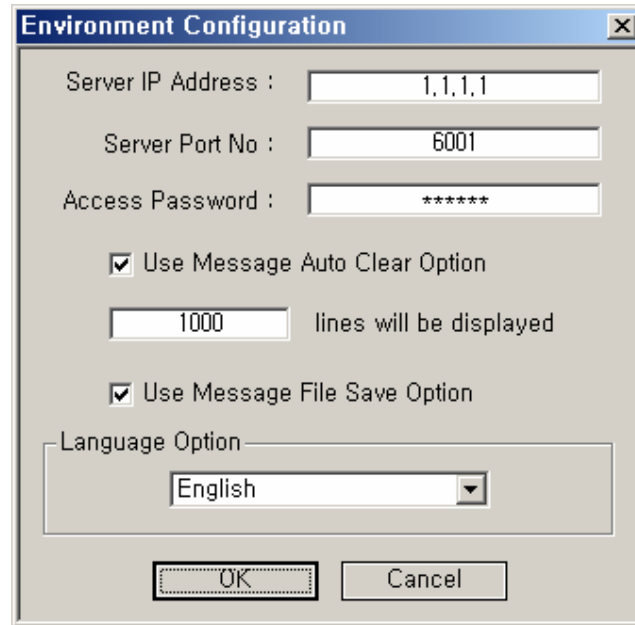 Environment Configuration
Server IP Address : 1,1,1,1
Server Port No : 6001
Access Password : ******
Use Message Auto Clear Option
1000 lines will be displayed
Use Message File Save Option
Language Option
English
OK Cancel